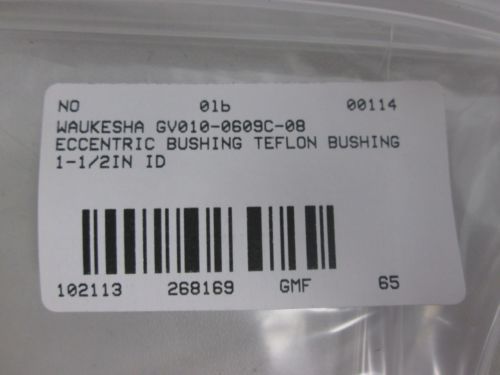 NO 01b 00114
WAUKESHA GV010-0609C-08
ECCENTRIC BUSHING TEFLON BUSHING
1-1/2IN ID
102113 268169 GMF 65